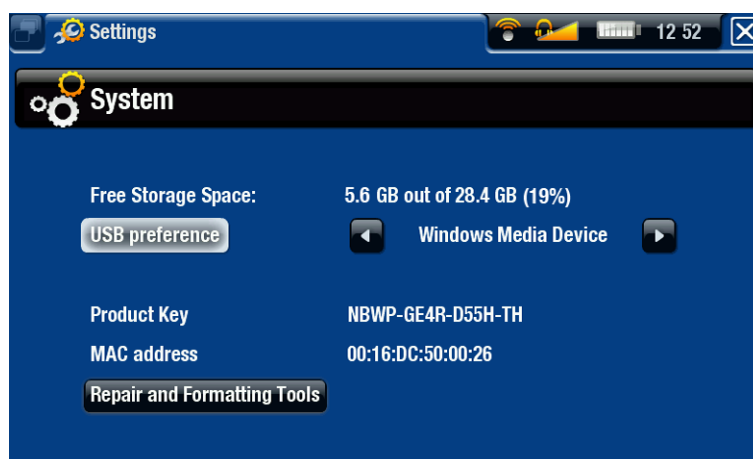 Settings 12 52
System
Free Storage Space: 5.6 GB out of 28.4 GB (19%)
USB preference Windows Media Device
Product Key NBWP-GE4R-D55H-TH
MAC address 00:16:DC:50:00:26
Repair and Formatting Tools